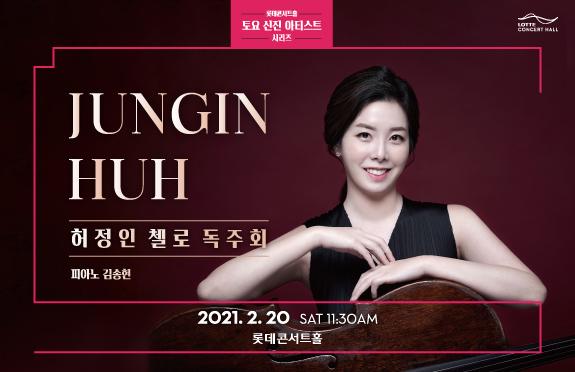 롯데콘서트홀
토요 신진 아티스트
시리즈
LOTTE
CONCERT HALL
JUNGIN
HUH
허정인 첼로 독주회
피아노 김송현
2021. 2. 20 SAT 11:30AM
롯데콘서트홀